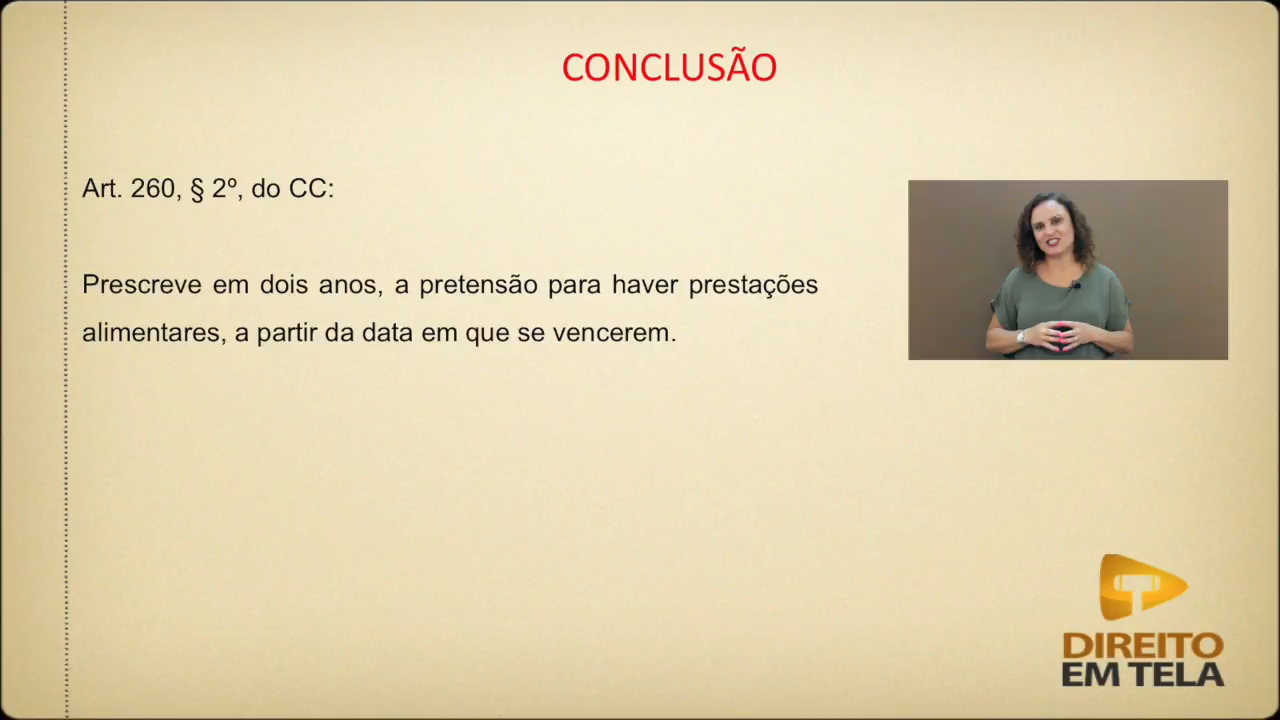 CONCLUSÃO
Art. 260, § 2º, do CC:
Prescreve em dois anos, a pretensão para haver prestações
alimentares, a partir da data em que se vencerem.
DIREITO
EM TELA